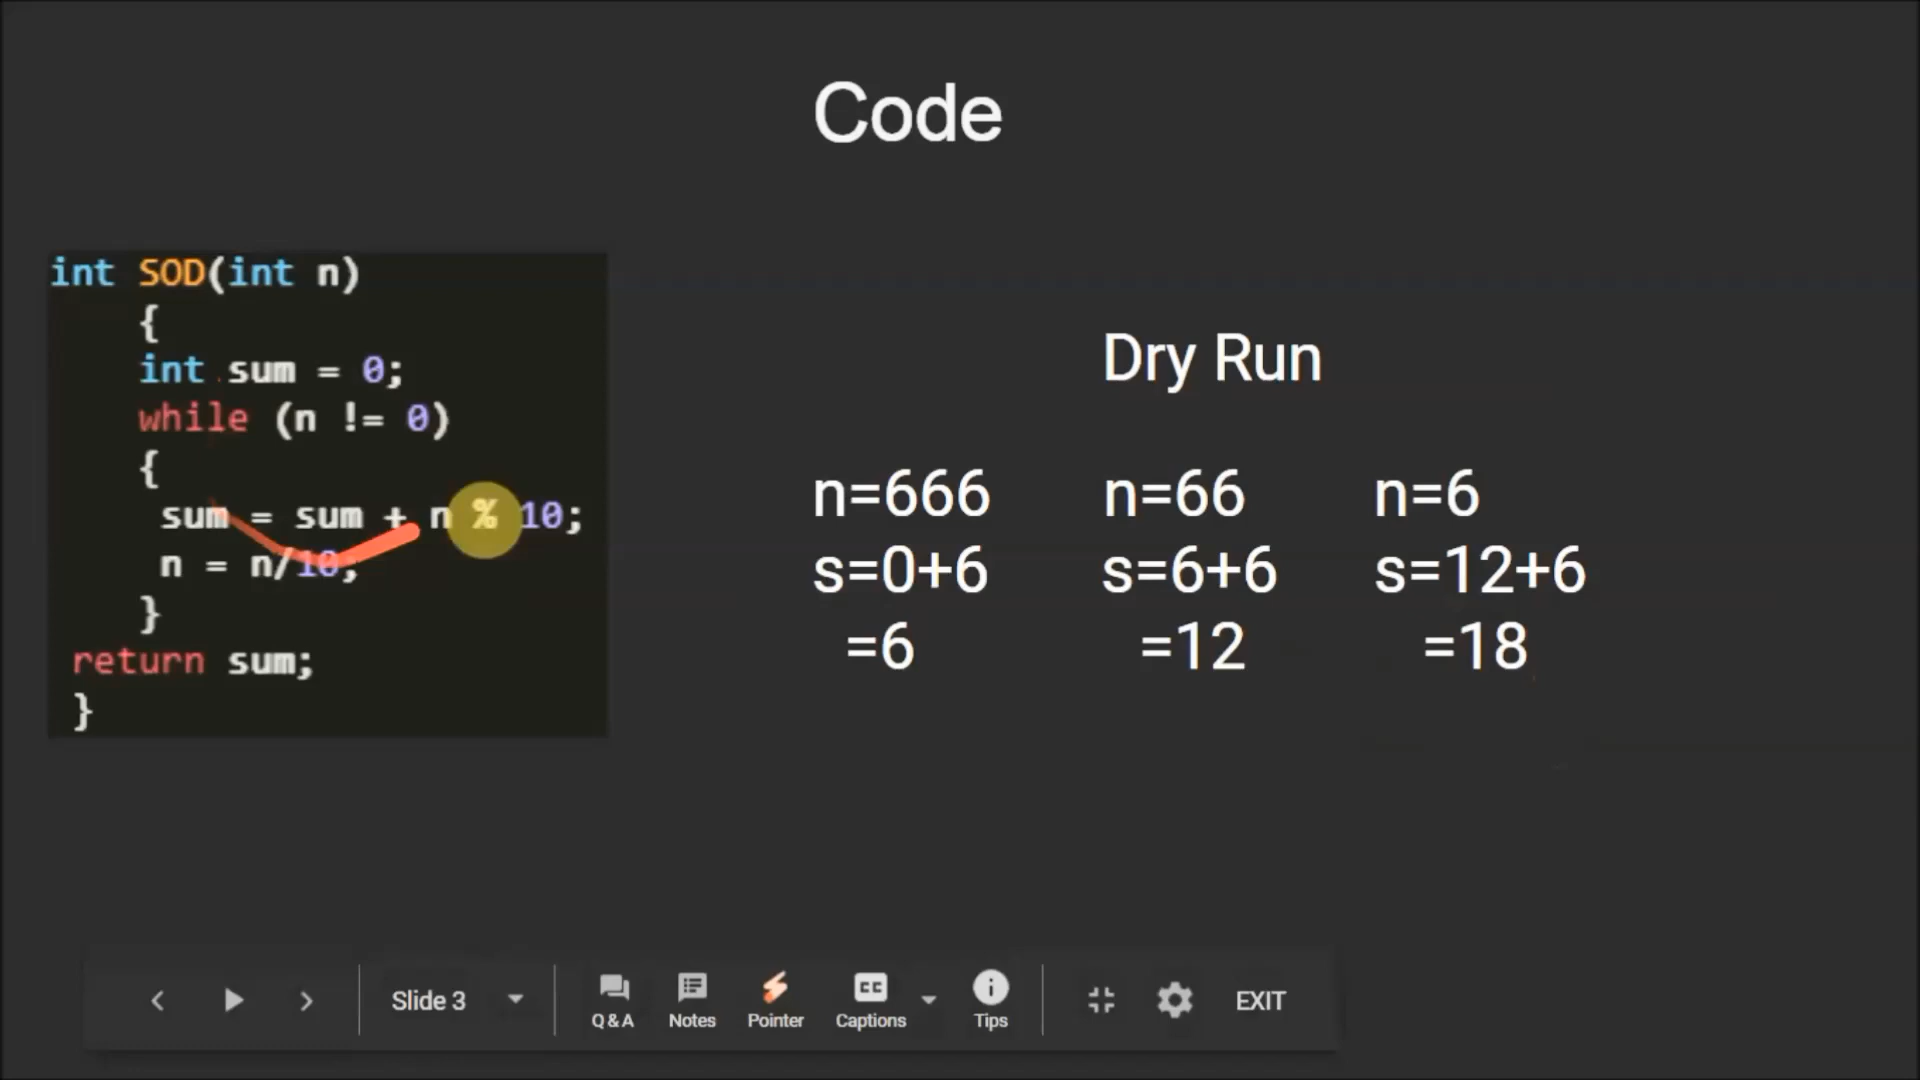 Code
int SOD(int n)
{
int sum = 0;
while (n != 0)
{
sum = sum + n % 10;
n = n/10;
}
return sum;
}
Dry Run
n=666 n=66 n=6
s=0+6 s=6+6 s=12+6
=6 =12 =18
Slide 3 Q & A Notes Pointer Captions Tips EXIT